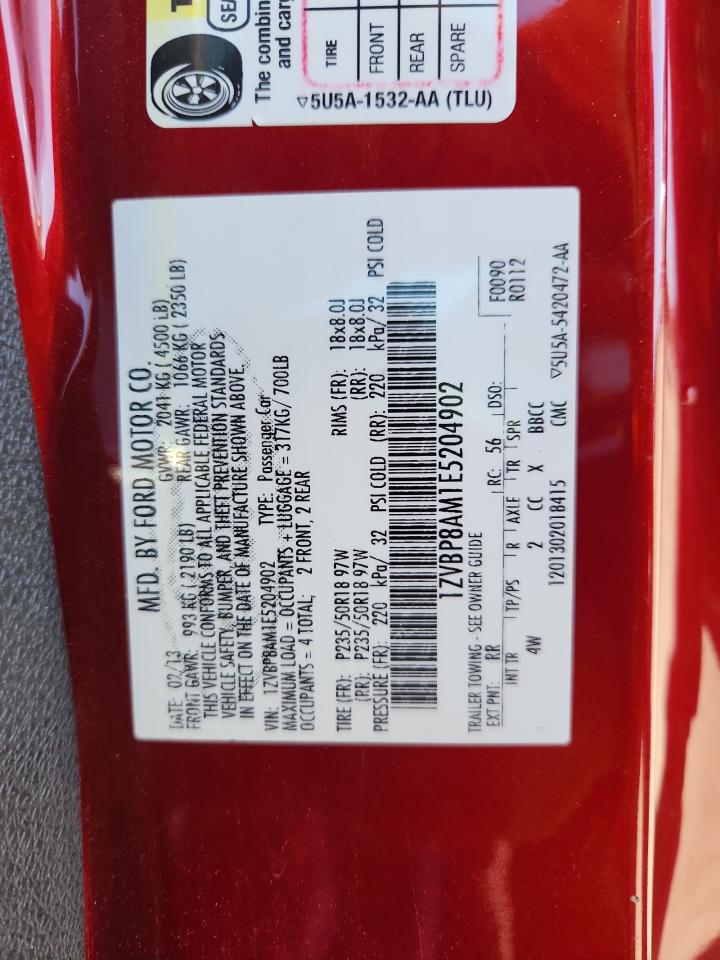 SEA
The combin
and carg
TIRE
FRONT
REAR
SPARE
▽5U5A-1532-AA (TLU)
MFD. BY FORD MOTOR CO.
DATE: 02/13 GVWR: 2041 KG ( 4500 LB)
FRONT GAWR: 993 KG ( 2190 LB) REAR GAWR: 1066 KG ( 2350 LB)
THIS VEHICLE CONFORMS TO ALL APPLICABLE FEDERAL MOTOR
VEHICLE SAFETY, BUMPER, AND THEFT PREVENTION STANDARDS
IN EFFECT ON THE DATE OF MANUFACTURE SHOWN ABOVE.
VIN: 1ZVBP8AM1E5204902 TYPE: Passenger Car
MAXIMUM LOAD = OCCUPANTS + LUGGAGE = 317KG/ 700LB
OCCUPANTS = 4 TOTAL; 2 FRONT, 2 REAR
TIRE (FR): P235/50R18 97W RIMS (FR): 18x8.0J
(RR): P235/50R18 97W (RR): 18x8.0J
PRESSURE (FR): 220 kPa/ 32 PSI COLD (RR): 220 kPa/ 32 PSI COLD
1ZVBP8AM1E5204902
TRAILER TOWING - SEE OWNER GUIDE F0090
EXT PNT: RR RC: 56 DSO: R0112
INT TR TP/PS R AXLE TR SPR
4W 2 CC X BBCC
12013020184​15 CMC ▽5U5A-5420472-AA